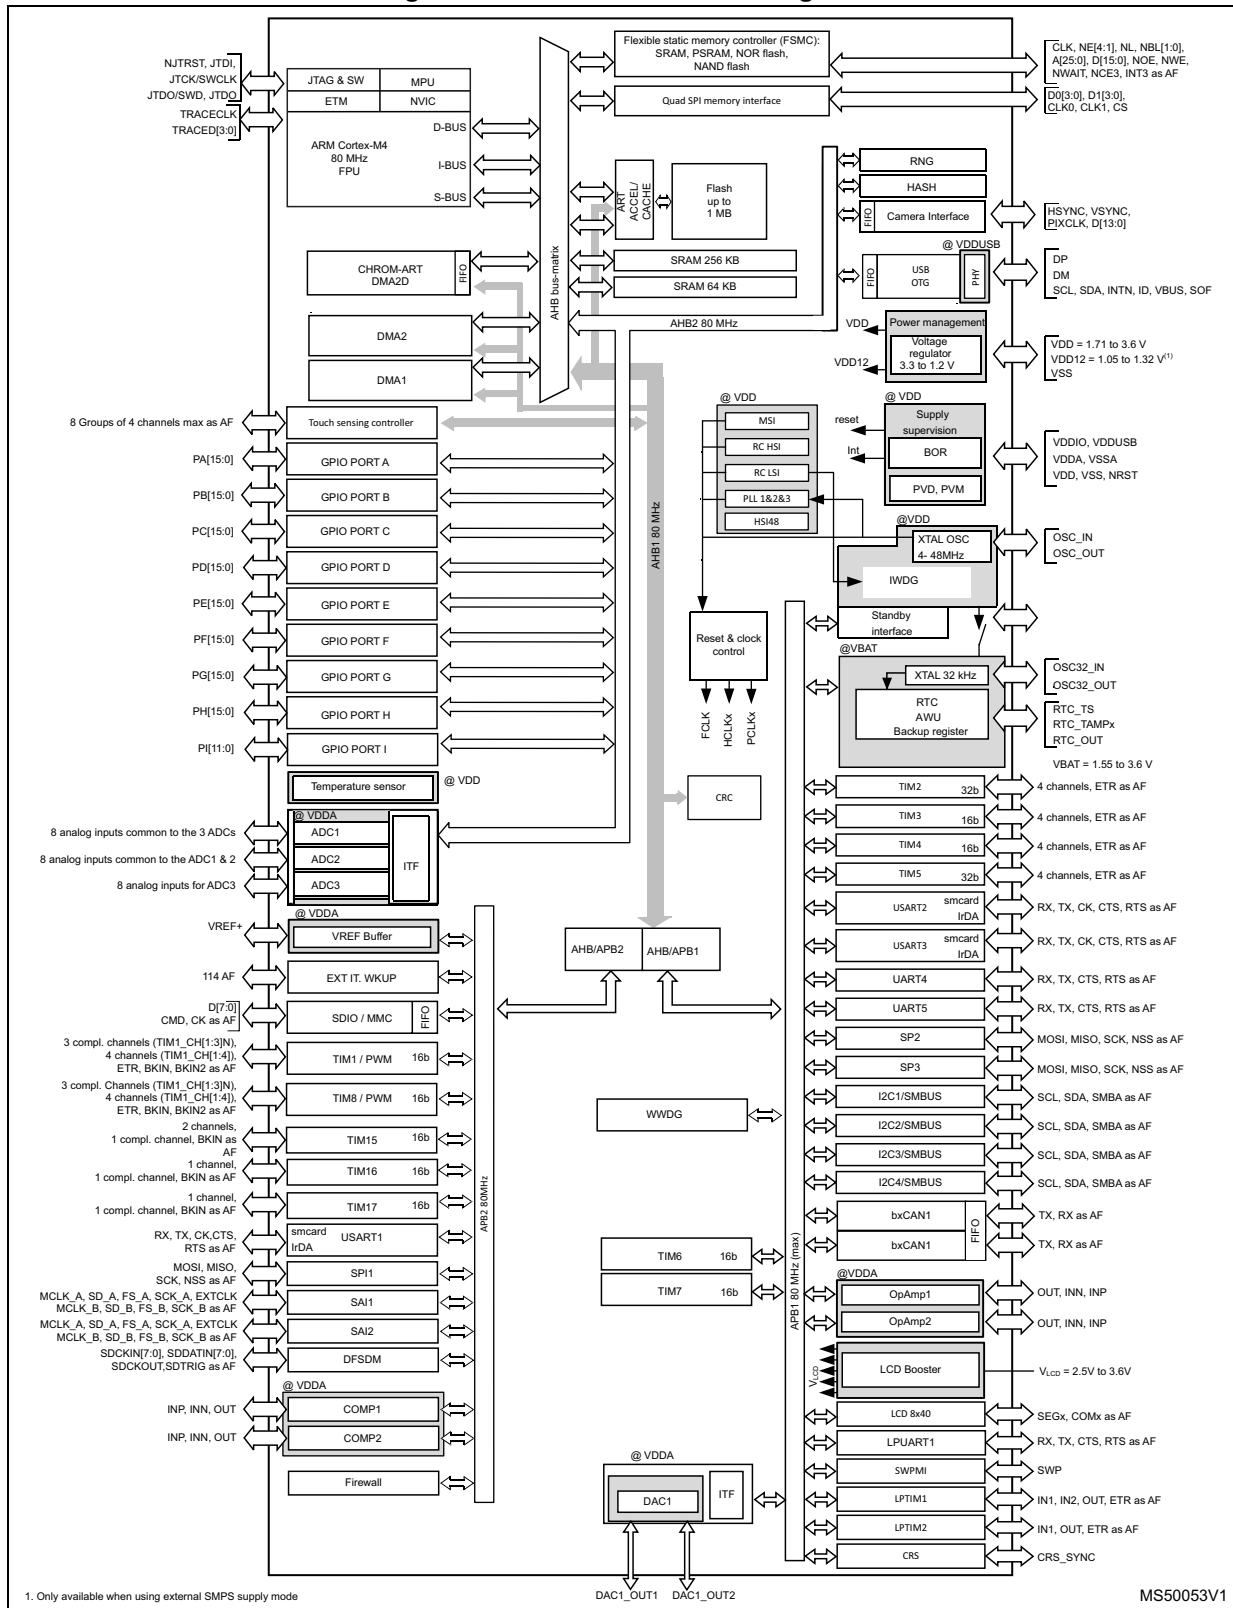 NJTRST, JTDI,
JTCK/SWCLK
JTDO/SWD, JTDO
TRACECLK
TRACED[3:0]
JTAG & SW
MPU
ETM
NVIC
ARM Cortex-M4
80 MHz
FPU
D-BUS
I-BUS
S-BUS
AHB bus-matrix
Flexible static memory controller (FSMC):
SRAM, PSRAM, NOR flash,
NAND flash
CLK, NE[4:1], NL, NBL[1:0],
A[25:0], D[15:0], NOE, NWE,
NWAIT, NCE3, INT3 as AF
Quad SPI memory interface
D0[3:0], D1[3:0],
CLK0, CLK1, CS
ART
ACCEL/
CACHE
Flash
up to
1 MB
RNG
HASH
FIFO
Camera Interface
HSYNC, VSYNC,
PIXCLK, D[13:0]
@ VDDUSB
FIFO
USB
OTG
PHY
DP
DM
SCL, SDA, INTN, ID, VBUS, SOF
CHROM-ART
DMA2D
FIFO
SRAM 256 KB
SRAM 64 KB
DMA2
DMA1
AHB2 80 MHz
VDD
VDD12
Power management
Voltage
regulator
3.3 to 1.2 V
VDD = 1.71 to 3.6 V
VDD12 = 1.05 to 1.32 V(1)
VSS
@ VDD
MSI
RC HSI
RC LSI
PLL 1&2&3
HSI48
@ VDD
reset
Int
Supply
supervision
BOR
PVD, PVM
VDDIO, VDDUSB
VDDA, VSSA
VDD, VSS, NRST
8 Groups of 4 channels max as AF
Touch sensing controller
PA[15:0]
GPIO PORT A
PB[15:0]
GPIO PORT B
PC[15:0]
GPIO PORT C
PD[15:0]
GPIO PORT D
PE[15:0]
GPIO PORT E
PF[15:0]
GPIO PORT F
PG[15:0]
GPIO PORT G
PH[15:0]
GPIO PORT H
PI[11:0]
GPIO PORT I
AHB1 80 MHz
@VDD
XTAL OSC
4- 48MHz
IWDG
OSC_IN
OSC_OUT
Standby
interface
Reset & clock
control
FCLK
HCLKx
PCLKx
@VBAT
XTAL 32 kHz
RTC
AWU
Backup register
OSC32_IN
OSC32_OUT
RTC_TS
RTC_TAMPx
RTC_OUT
VBAT = 1.55 to 3.6 V
Temperature sensor
@ VDD
CRC
@ VDDA
8 analog inputs common to the 3 ADCs
ADC1
8 analog inputs common to the ADC1 & 2
ADC2
8 analog inputs for ADC3
ADC3
ITF
@ VDDA
VREF+
VREF Buffer
AHB/APB2
AHB/APB1
114 AF
EXT IT. WKUP
D[7:0]
CMD, CK as AF
SDIO / MMC
FIFO
3 compl. channels (TIM1_CH[1:3]N),
4 channels (TIM1_CH[1:4]),
ETR, BKIN, BKIN2 as AF
TIM1 / PWM
16b
3 compl. Channels (TIM1_CH[1:3]N),
4 channels (TIM1_CH[1:4]),
ETR, BKIN, BKIN2 as AF
TIM8 / PWM
16b
2 channels,
1 compl. channel, BKIN as
AF
TIM15
16b
1 channel,
1 compl. channel, BKIN as AF
TIM16
16b
1 channel,
1 compl. channel, BKIN as AF
TIM17
16b
RX, TX, CK,CTS,
RTS as AF
smcard
IrDA
USART1
MOSI, MISO,
SCK, NSS as AF
SPI1
MCLK_A, SD_A, FS_A, SCK_A, EXTCLK
MCLK_B, SD_B, FS_B, SCK_B as AF
SAI1
MCLK_A, SD_A, FS_A, SCK_A, EXTCLK
MCLK_B, SD_B, FS_B, SCK_B as AF
SAI2
SDCKIN[7:0], SDDATIN[7:0],
SDCKOUT,SDTRIG as AF
DFSDM
@ VDDA
INP, INN, OUT
COMP1
INP, INN, OUT
COMP2
Firewall
APB2 80MHz
WWDG
TIM6
16b
TIM7
16b
@ VDDA
DAC1
ITF
DAC1_OUT1
DAC1_OUT2
APB1 80 MHz (max)
TIM2
32b
4 channels, ETR as AF
TIM3
16b
4 channels, ETR as AF
TIM4
16b
4 channels, ETR as AF
TIM5
32b
4 channels, ETR as AF
USART2
smcard
IrDA
RX, TX, CK, CTS, RTS as AF
USART3
smcard
IrDA
RX, TX, CK, CTS, RTS as AF
UART4
RX, TX, CTS, RTS as AF
UART5
RX, TX, CTS, RTS as AF
SP2
MOSI, MISO, SCK, NSS as AF
SP3
MOSI, MISO, SCK, NSS as AF
I2C1/SMBUS
SCL, SDA, SMBA as AF
I2C2/SMBUS
SCL, SDA, SMBA as AF
I2C3/SMBUS
SCL, SDA, SMBA as AF
I2C4/SMBUS
SCL, SDA, SMBA as AF
bxCAN1
TX, RX as AF
bxCAN1
TX, RX as AF
FIFO
@VDDA
OpAmp1
OUT, INN, INP
OpAmp2
OUT, INN, INP
VLCD
LCD Booster
VLCD = 2.5V to 3.6V
LCD 8x40
SEGx, COMx as AF
LPUART1
RX, TX, CTS, RTS as AF
SWPMI
SWP
LPTIM1
IN1, IN2, OUT, ETR as AF
LPTIM2
IN1, OUT, ETR as AF
CRS
CRS_SYNC
1. Only available when using external SMPS supply mode
MS50053V1